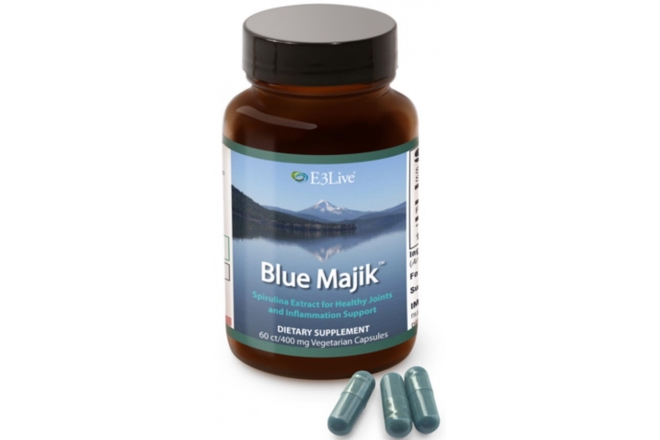 E3Live®
Blue Majik™
Spirulina Extract for Healthy Joints
and Inflammation Support
DIETARY SUPPLEMENT
60 ct/400 mg Vegetarian Capsules